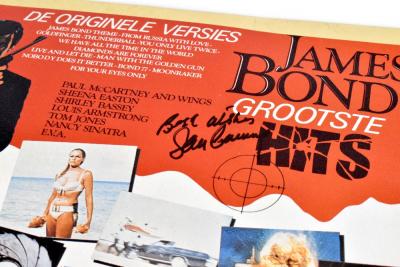 DE ORIGINELE VERSIES
JAMES BOND THEME · FROM RUSSIA WITH LOVE ·
GOLDFINGER · THUNDERBALL · YOU ONLY LIVE TWICE ·
WE HAVE ALL THE TIME IN THE WORLD
DIAMONDS ARE FOREVER
LIVE AND LET DIE · MAN WITH THE GOLDEN GUN
NOBODY DOES IT BETTER · BOND 77 · MOONRAKER
FOR YOUR EYES ONLY
PAUL McCARTNEY AND WINGS
SHEENA EASTON
SHIRLEY BASSEY
LOUIS ARMSTRONG
TOM JONES
NANCY SINATRA
E.V.A.
JAMES
BOND
GROOTSTE
HITS
Best wishes